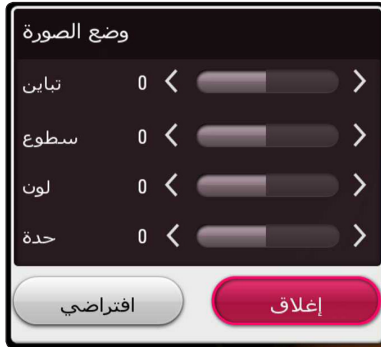 وضع الصورة
تباين 0
سطوع 0
لون 0
حدة 0
افتراضي
إغلاق